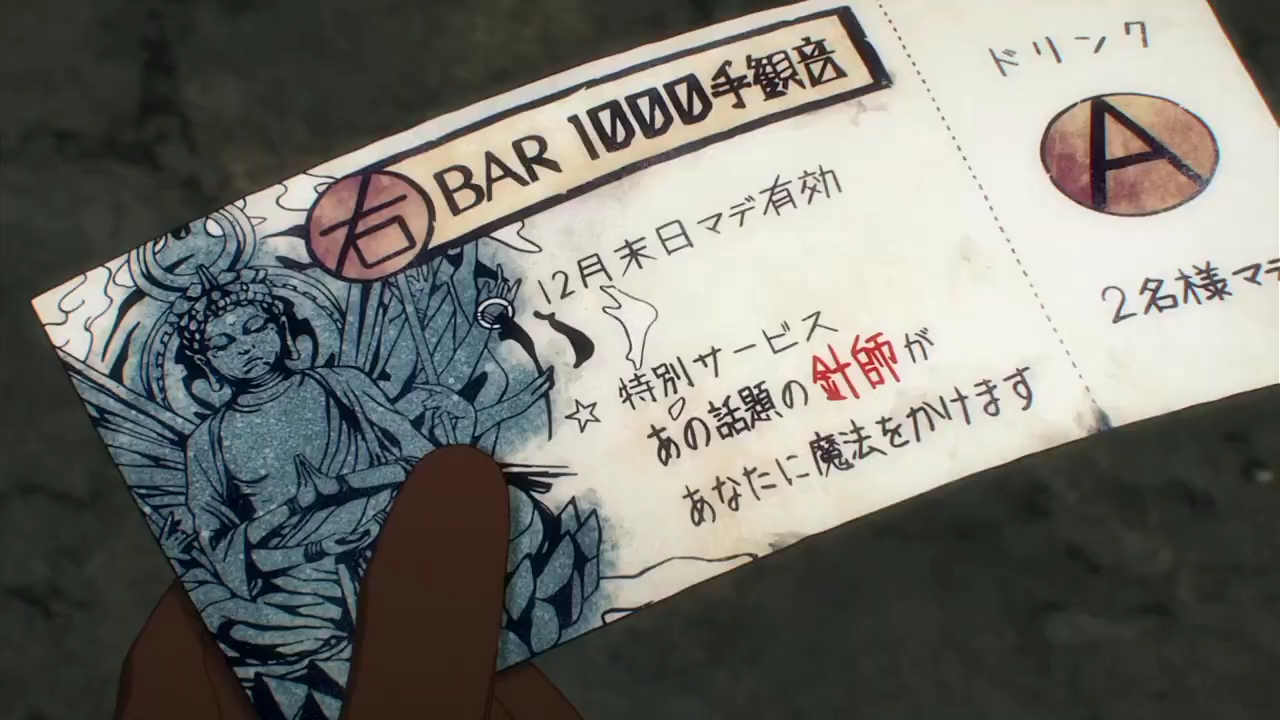 右 BAR 1000手観音
12月末日マデ有効
☆ 特別サービス
あの話題の針師が
あなたに魔法をかけます
ドリンク
A
2名様マデ